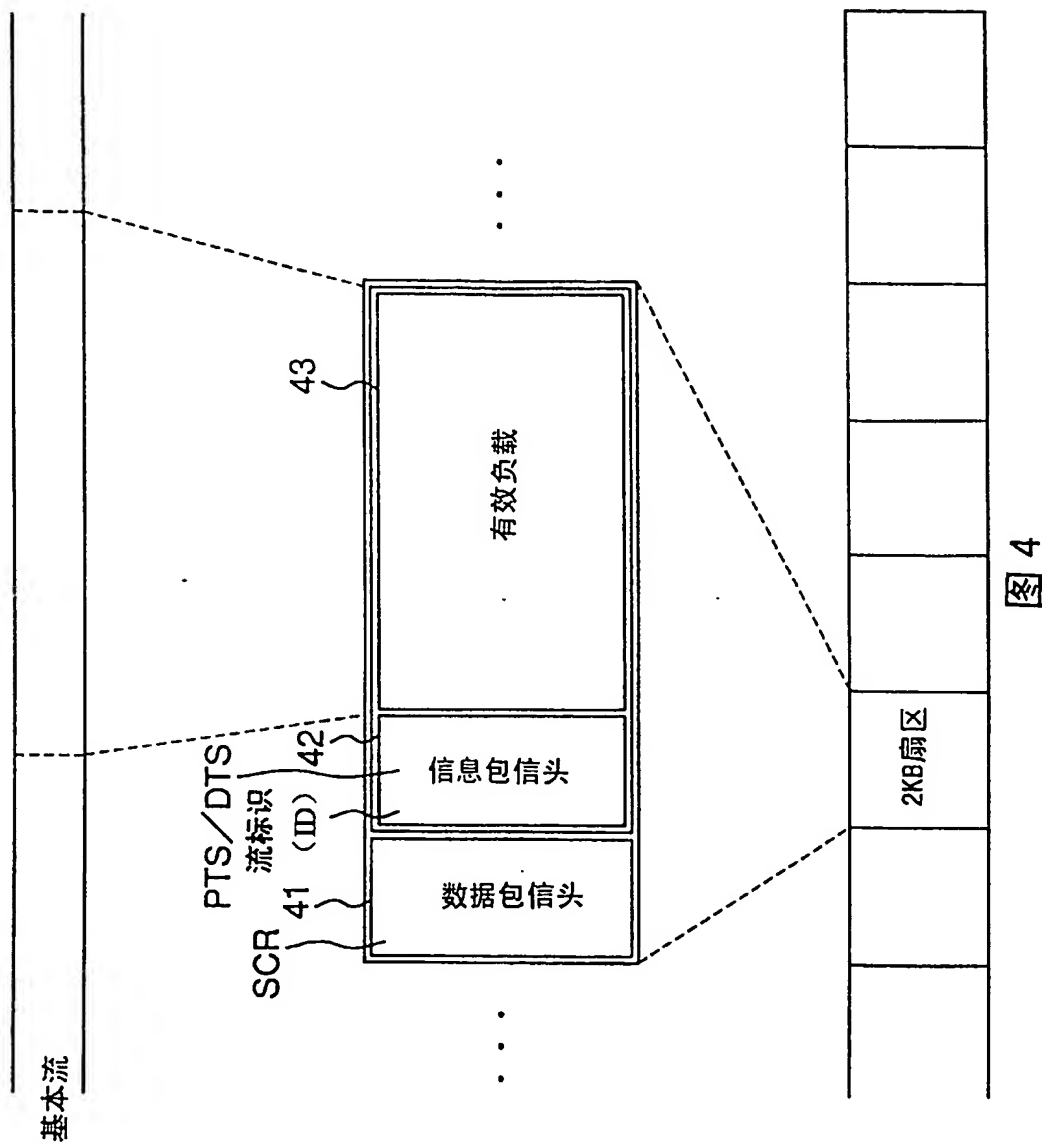 基本流
PTS/DTS
流标识
(ID)
SCR
41
42
43
数据包信头
信息包信头
有效负载
2KB扇区
图 4